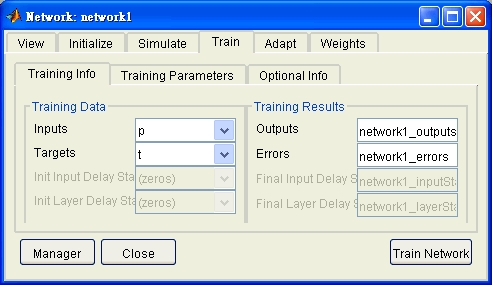 Network: network1
View Initialize Simulate Train Adapt Weights
Training Info Training Parameters Optional Info
Training Data Training Results
Inputs p Outputs network1_outputs
Targets t Errors network1_errors
Init Input Delay Sta (zeros) Final Input Delay S network1_inputSta
Init Layer Delay Sta (zeros) Final Layer Delay S network1_layerSta
Manager Close Train Network